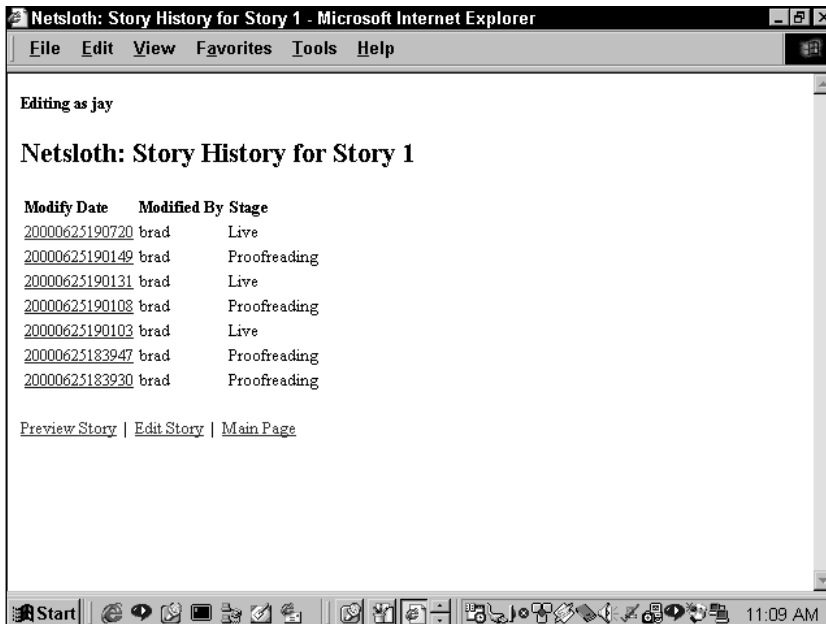 Netsloth: Story History for Story 1 - Microsoft Internet Explorer
File Edit View Favorites Tools Help
Editing as jay
Netsloth: Story History for Story 1
Modify Date Modified By Stage
20000625190720 brad Live
20000625190149 brad Proofreading
20000625190131 brad Live
20000625190108 brad Proofreading
20000625190103 brad Live
20000625183947 brad Proofreading
20000625183930 brad Proofreading
Preview Story | Edit Story | Main Page
Start 11:09 AM